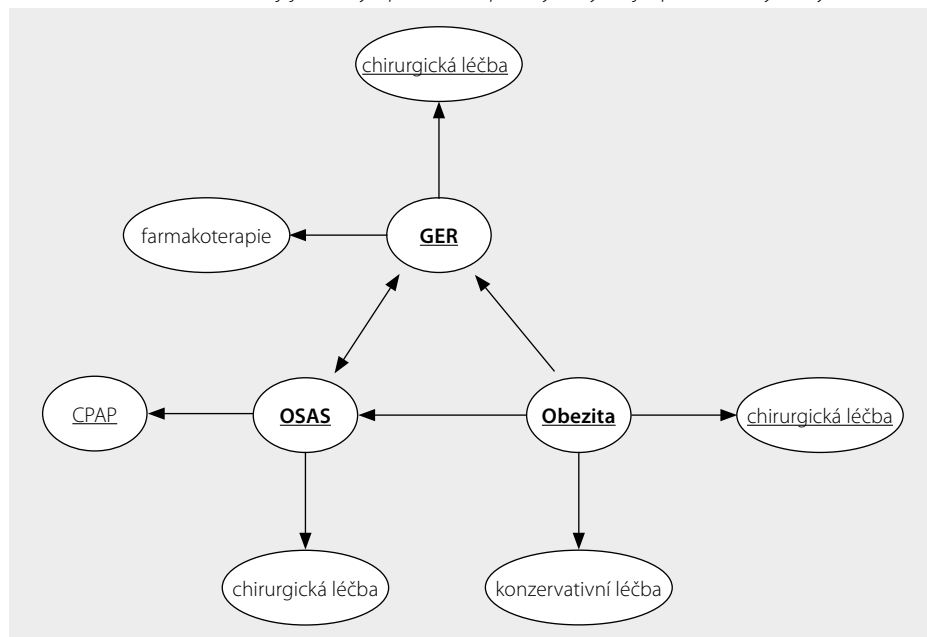 chirurgická léčba
farmakoterapie
GER
CPAP
OSAS
Obezita
chirurgická léčba
chirurgická léčba
konzervativní léčba